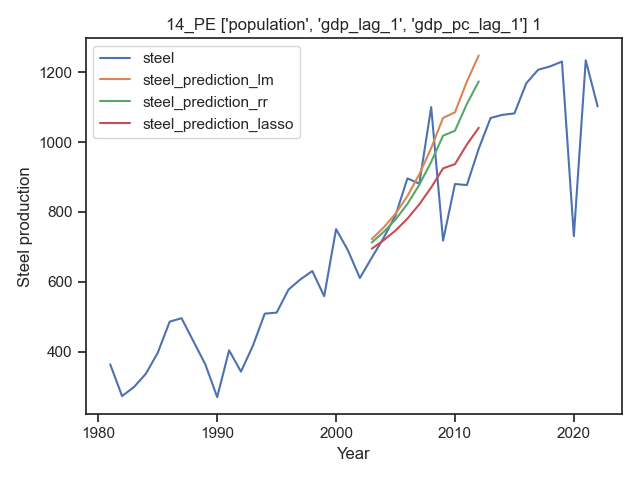 14_PE ['population', 'gdp_lag_1', 'gdp_pc_lag_1'] 1
steel
steel_prediction_lm
steel_prediction_rr
steel_prediction_lasso
Steel production
1200
1000
800
600
400
1980
1990
2000
2010
2020
Year